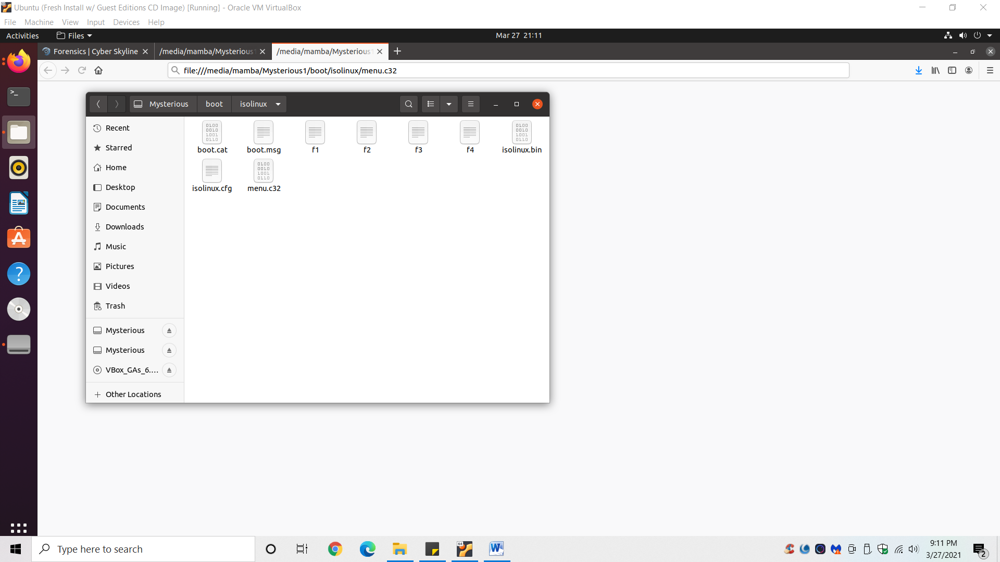 Ubuntu (Fresh Install w/ Guest Editions CD Image) [Running] - Oracle VM VirtualBox
File Machine View Input Devices Help
Activities Files Mar 27 21:11
Forensics | Cyber Skyline /media/mamba/Mysterious1 /media/mamba/Mysterious1
file:///media/mamba/Mysterious1/boot/isolinux/menu.c32
Mysterious boot isolinux
Recent
Starred
Home
Desktop
Documents
Downloads
Music
Pictures
Videos
Trash
Mysterious
Mysterious
VBox_GAs_6....
Other Locations
boot.cat boot.msg f1 f2 f3 f4 isolinux.bin
isolinux.cfg menu.c32
Type here to search
9:11 PM
3/27/2021
2